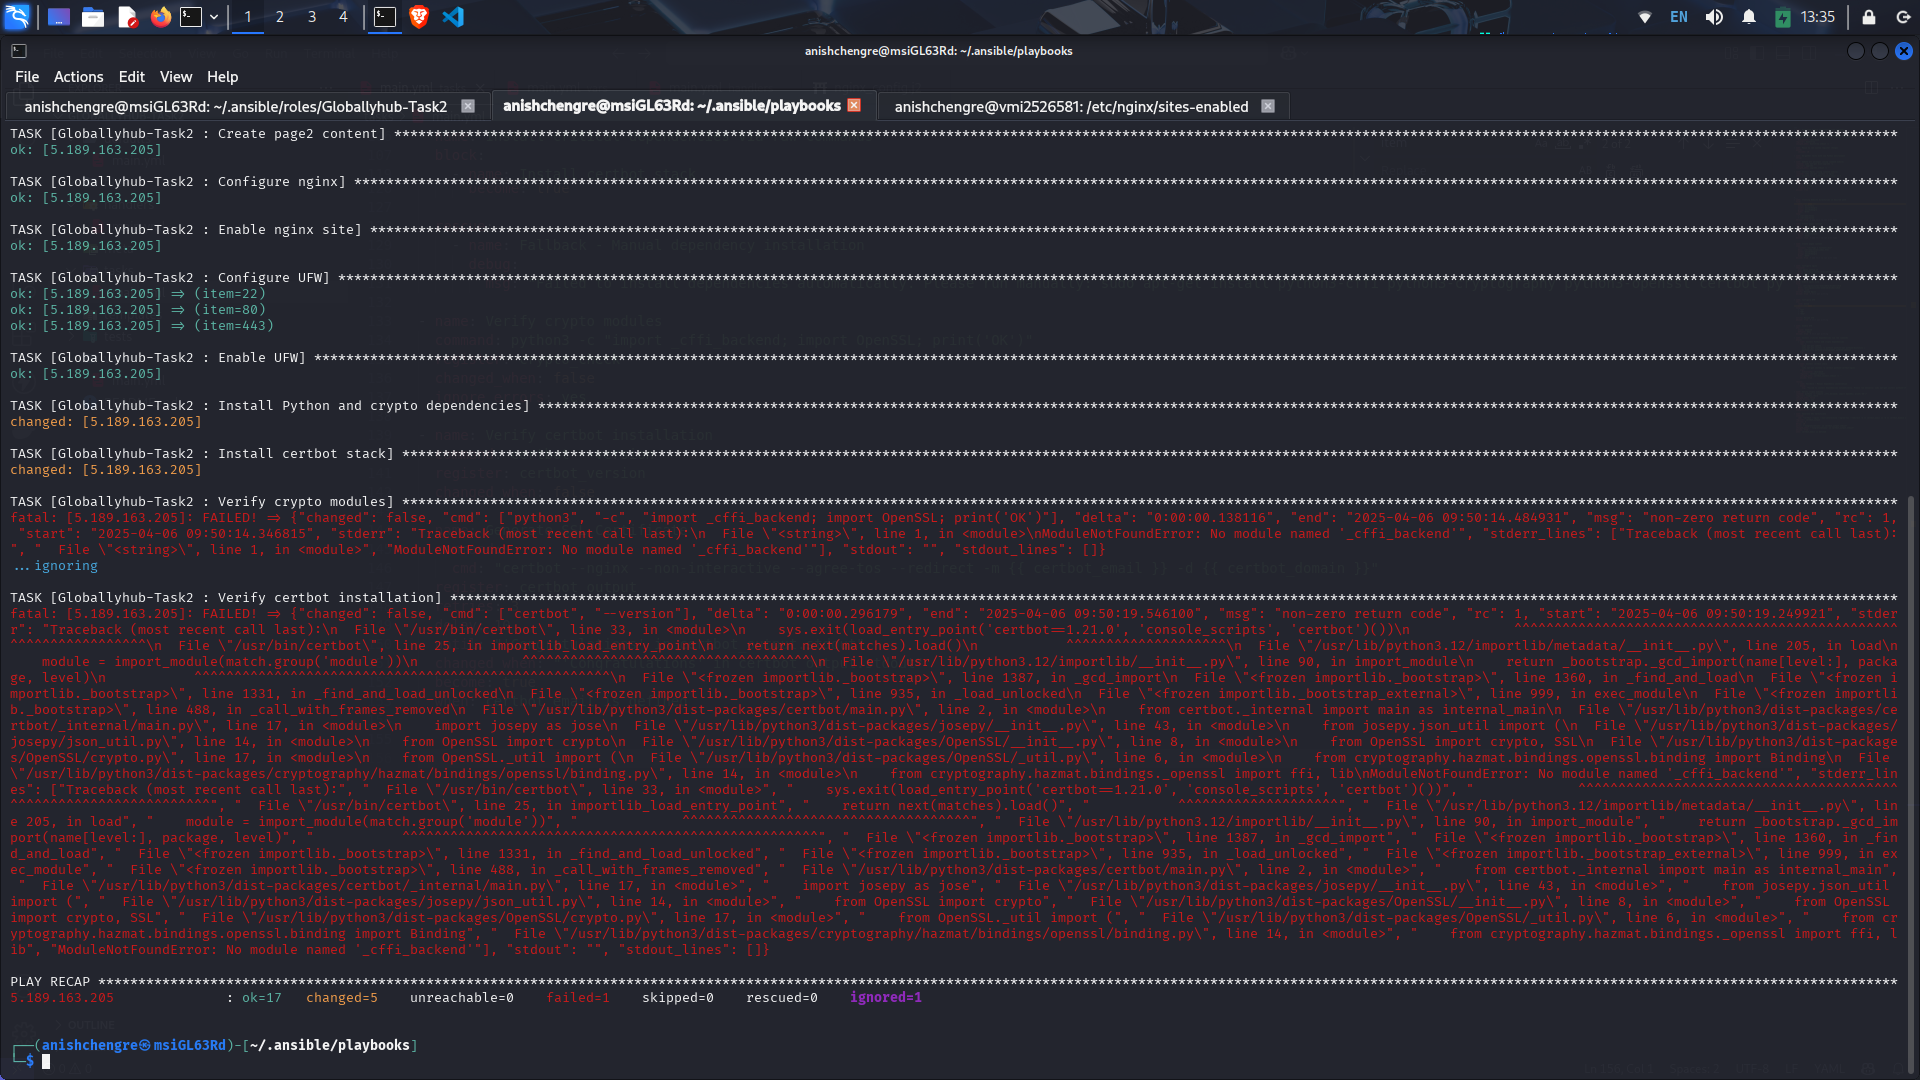 1 2 3 4
EN 13:35
anishchengre@msiGL63Rd: ~/.ansible/playbooks
File Actions Edit View Help
anishchengre@msiGL63Rd: ~/.ansible/roles/Globallyhub-Task2
anishchengre@msiGL63Rd: ~/.ansible/playbooks
anishchengre@vmi2526581: /etc/nginx/sites-enabled
TASK [Globallyhub-Task2 : Create page2 content]
ok: [5.189.163.205]
TASK [Globallyhub-Task2 : Configure nginx]
ok: [5.189.163.205]
TASK [Globallyhub-Task2 : Enable nginx site]
ok: [5.189.163.205]
TASK [Globallyhub-Task2 : Configure UFW]
ok: [5.189.163.205] => (item=22)
ok: [5.189.163.205] => (item=80)
ok: [5.189.163.205] => (item=443)
TASK [Globallyhub-Task2 : Enable UFW]
ok: [5.189.163.205]
TASK [Globallyhub-Task2 : Install Python and crypto dependencies]
changed: [5.189.163.205]
TASK [Globallyhub-Task2 : Install certbot stack]
changed: [5.189.163.205]
TASK [Globallyhub-Task2 : Verify crypto modules]
fatal: [5.189.163.205]: FAILED! => {"changed": false, "cmd": ["python3", "-c", "import _cffi_backend; import OpenSSL; print('OK')"], "delta": "0:00:00.138116", "end": "2025-04-06 09:50:14.484931", "msg": "non-zero return code", "rc": 1,
"start": "2025-04-06 09:50:14.346815", "stderr": "Traceback (most recent call last):\n  File \"<string>\", line 1, in <module>\nModuleNotFoundError: No module named '_cffi_backend'", "stderr_lines": ["Traceback (most recent call last):
", "  File \"<string>\", line 1, in <module>", "ModuleNotFoundError: No module named '_cffi_backend'"], "stdout": "", "stdout_lines": []}
...ignoring
TASK [Globallyhub-Task2 : Verify certbot installation]
fatal: [5.189.163.205]: FAILED! => {"changed": false, "cmd": ["certbot", "--version"], "delta": "0:00:00.296179", "end": "2025-04-06 09:50:19.546100", "msg": "non-zero return code", "rc": 1, "start": "2025-04-06 09:50:19.249921", "stder
r": "Traceback (most recent call last):\n  File \"/usr/bin/certbot\", line 33, in <module>\n    sys.exit(load_entry_point('certbot==1.21.0', 'console_scripts', 'certbot')())\n
\n  File \"/usr/bin/certbot\", line 25, in importlib_load_entry_point\n    return next(matches).load()\n ^^^^^^^^^^^^^^^^^^^^\n  File \"/usr/lib/python3.12/importlib/metadata/__init__.py\", line 205, in load\n
module = import_module(match.group('module'))\n ^^^^^^^^^^^^^^^^^^^^^^^^^^^^^^^^^^^^\n  File \"/usr/lib/python3.12/importlib/__init__.py\", line 90, in import_module\n    return _bootstrap._gcd_import(name[level:], packa
ge, level)\n ^^^^^^^^^^^^^^^^^^^^^^^^^^^^^^^^^^^^^^^^^^^^^^^^^^^^\n  File \"<frozen importlib._bootstrap>\", line 1387, in _gcd_import\n  File \"<frozen importlib._bootstrap>\", line 1360, in _find_and_load\n  File \"<frozen i
mportlib._bootstrap>\", line 1331, in _find_and_load_unlocked\n  File \"<frozen importlib._bootstrap>\", line 935, in _load_unlocked\n  File \"<frozen importlib._bootstrap_external>\", line 999, in exec_module\n  File \"<frozen importli
b._bootstrap>\", line 488, in _call_with_frames_removed\n  File \"/usr/lib/python3/dist-packages/certbot/main.py\", line 2, in <module>\n    from certbot._internal import main as internal_main\n  File \"/usr/lib/python3/dist-packages/ce
rtbot/_internal/main.py\", line 17, in <module>\n    import josepy as jose\n  File \"/usr/lib/python3/dist-packages/josepy/__init__.py\", line 43, in <module>\n    from josepy.json_util import (\n  File \"/usr/lib/python3/dist-packages/
josepy/json_util.py\", line 14, in <module>\n    from OpenSSL import crypto\n  File \"/usr/lib/python3/dist-packages/OpenSSL/__init__.py\", line 8, in <module>\n    from OpenSSL import crypto, SSL\n  File \"/usr/lib/python3/dist-package
s/OpenSSL/crypto.py\", line 17, in <module>\n    from OpenSSL._util import (\n  File \"/usr/lib/python3/dist-packages/OpenSSL/_util.py\", line 6, in <module>\n    from cryptography.hazmat.bindings.openssl.binding import Binding\n  File
\"/usr/lib/python3/dist-packages/cryptography/hazmat/bindings/openssl/binding.py\", line 14, in <module>\n    from cryptography.hazmat.bindings._openssl import ffi, lib\nModuleNotFoundError: No module named '_cffi_backend'", "stderr_lin
es": ["Traceback (most recent call last):", "  File \"/usr/bin/certbot\", line 33, in <module>", "    sys.exit(load_entry_point('certbot==1.21.0', 'console_scripts', 'certbot')())", "
", "  File \"/usr/bin/certbot\", line 25, in importlib_load_entry_point", "    return next(matches).load()", " ^^^^^^^^^^^^^^^^^^^^", "  File \"/usr/lib/python3.12/importlib/metadata/__init__.py\", lin
e 205, in load", "    module = import_module(match.group('module'))", " ^^^^^^^^^^^^^^^^^^^^^^^^^^^^^^^^^^^^", "  File \"/usr/lib/python3.12/importlib/__init__.py\", line 90, in import_module", "    return _bootstrap._gcd_im
port(name[level:], package, level)", " ^^^^^^^^^^^^^^^^^^^^^^^^^^^^^^^^^^^^^^^^^^^^^^^^^^^^", "  File \"<frozen importlib._bootstrap>\", line 1387, in _gcd_import", "  File \"<frozen importlib._bootstrap>\", line 1360, in _fin
d_and_load", "  File \"<frozen importlib._bootstrap>\", line 1331, in _find_and_load_unlocked", "  File \"<frozen importlib._bootstrap>\", line 935, in _load_unlocked", "  File \"<frozen importlib._bootstrap_external>\", line 999, in ex
ec_module", "  File \"<frozen importlib._bootstrap>\", line 488, in _call_with_frames_removed", "  File \"/usr/lib/python3/dist-packages/certbot/main.py\", line 2, in <module>", "    from certbot._internal import main as internal_main",
"  File \"/usr/lib/python3/dist-packages/certbot/_internal/main.py\", line 17, in <module>", "    import josepy as jose", "  File \"/usr/lib/python3/dist-packages/josepy/__init__.py\", line 43, in <module>", "    from josepy.json_util
import (", "  File \"/usr/lib/python3/dist-packages/josepy/json_util.py\", line 14, in <module>", "    from OpenSSL import crypto", "  File \"/usr/lib/python3/dist-packages/OpenSSL/__init__.py\", line 8, in <module>", "    from OpenSSL
import crypto, SSL", "  File \"/usr/lib/python3/dist-packages/OpenSSL/crypto.py\", line 17, in <module>", "    from OpenSSL._util import (", "  File \"/usr/lib/python3/dist-packages/OpenSSL/_util.py\", line 6, in <module>", "    from cr
yptography.hazmat.bindings.openssl.binding import Binding", "  File \"/usr/lib/python3/dist-packages/cryptography/hazmat/bindings/openssl/binding.py\", line 14, in <module>", "    from cryptography.hazmat.bindings._openssl import ffi, l
ib", "ModuleNotFoundError: No module named '_cffi_backend'"], "stdout": "", "stdout_lines": []}
PLAY RECAP
5.189.163.205 : ok=17 changed=5 unreachable=0 failed=1 skipped=0 rescued=0 ignored=1
┌──(anishchengre㉿msiGL63Rd)-[~/.ansible/playbooks]
└─$